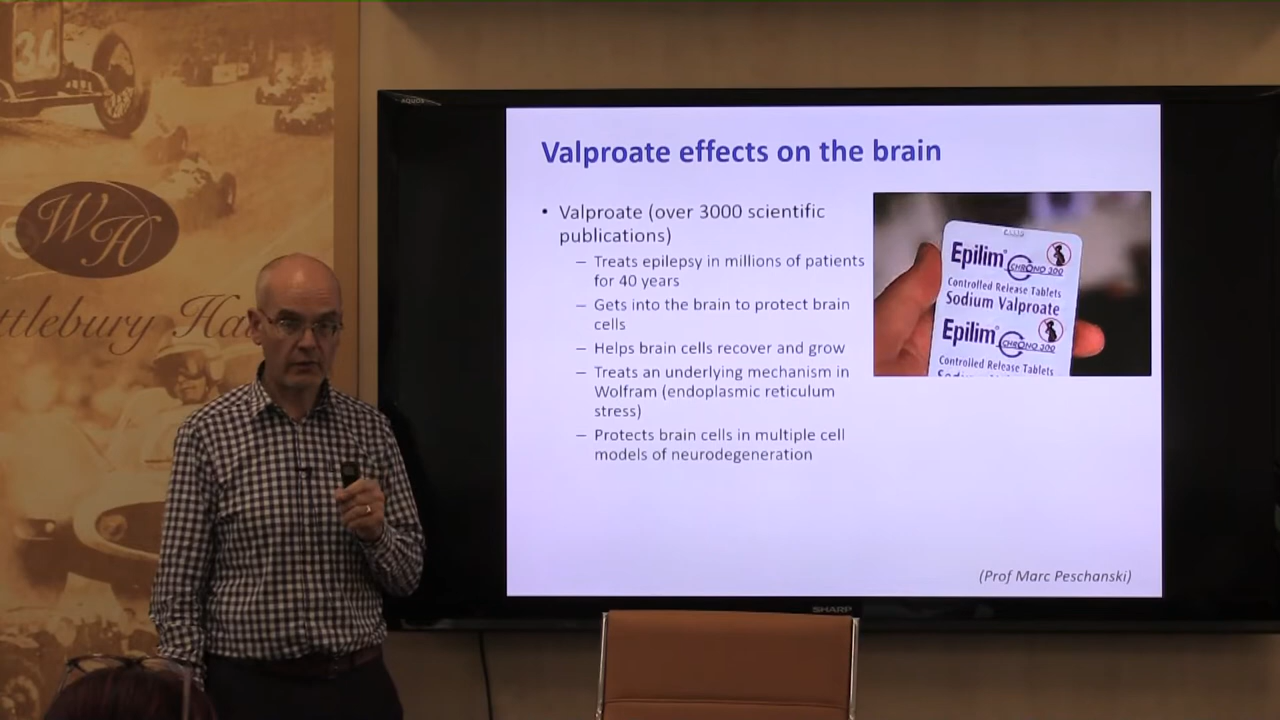 34
WH
ttlebury Ha
AQUOS
Valproate effects on the brain
• Valproate (over 3000 scientific
publications)
– Treats epilepsy in millions of patients
for 40 years
– Gets into the brain to protect brain
cells
– Helps brain cells recover and grow
– Treats an underlying mechanism in
Wolfram (endoplasmic reticulum
stress)
– Protects brain cells in multiple cell
models of neurodegeneration
Epilim
CHRONO 300
Controlled Release Tablets
Sodium Valproate
Epilim
CHRONO 300
Controlled Release Tablets
(Prof Marc Peschanski)
SHARP